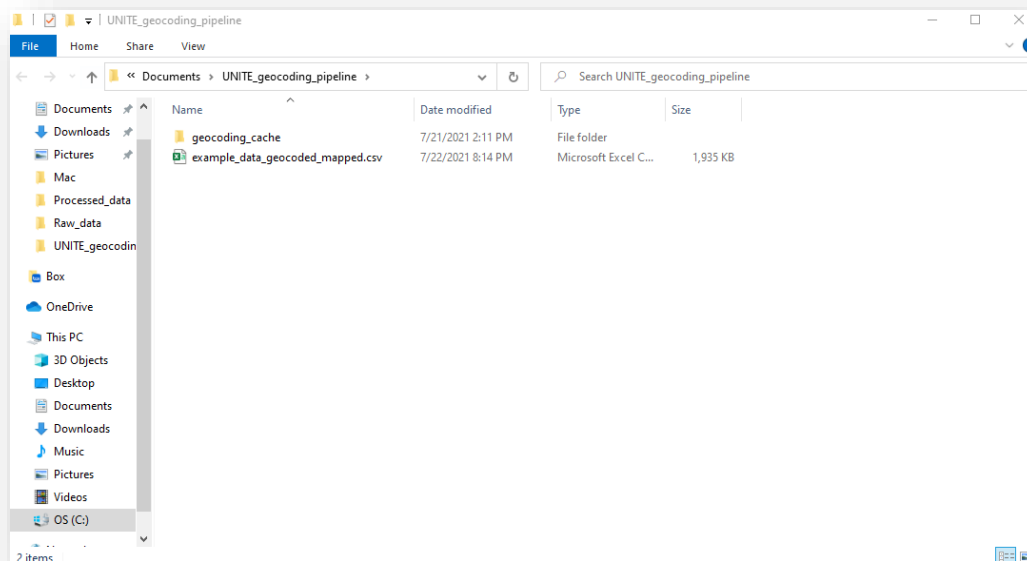 UNITE_geocoding_pipeline
File Home Share View
« Documents › UNITE_geocoding_pipeline ›
Search UNITE_geocoding_pipeline
Name Date modified Type Size
geocoding_cache 7/21/2021 2:11 PM File folder
example_data_geocoded_mapped.csv 7/22/2021 8:14 PM Microsoft Excel C... 1,935 KB
Documents
Downloads
Pictures
Mac
Processed_data
Raw_data
UNITE_geocodin
Box
OneDrive
This PC
3D Objects
Desktop
Documents
Downloads
Music
Pictures
Videos
OS (C:)
2 items